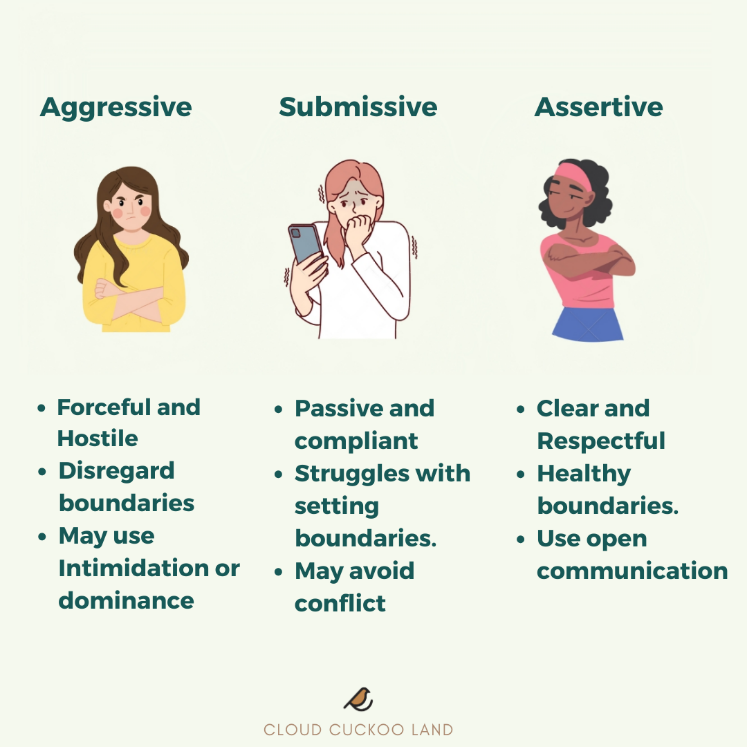 Aggressive
Submissive
Assertive
• Forceful and
Hostile
• Disregard
boundaries
• May use
Intimidation or
dominance
• Passive and
compliant
• Struggles with
setting
boundaries.
• May avoid
conflict
• Clear and
Respectful
• Healthy
boundaries.
• Use open
communication
CLOUD CUCKOO LAND